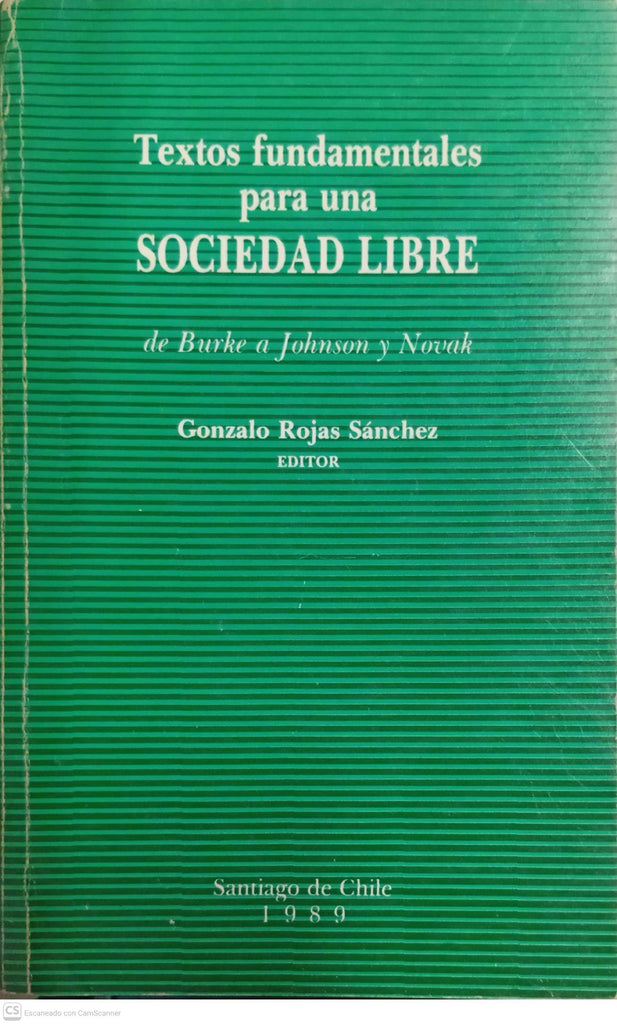 Textos fundamentales
para una
SOCIEDAD LIBRE
de Burke a Johnson y Novak
Gonzalo Rojas Sánchez
EDITOR
Santiago de Chile
1989
CS Escaneado con CamScanner